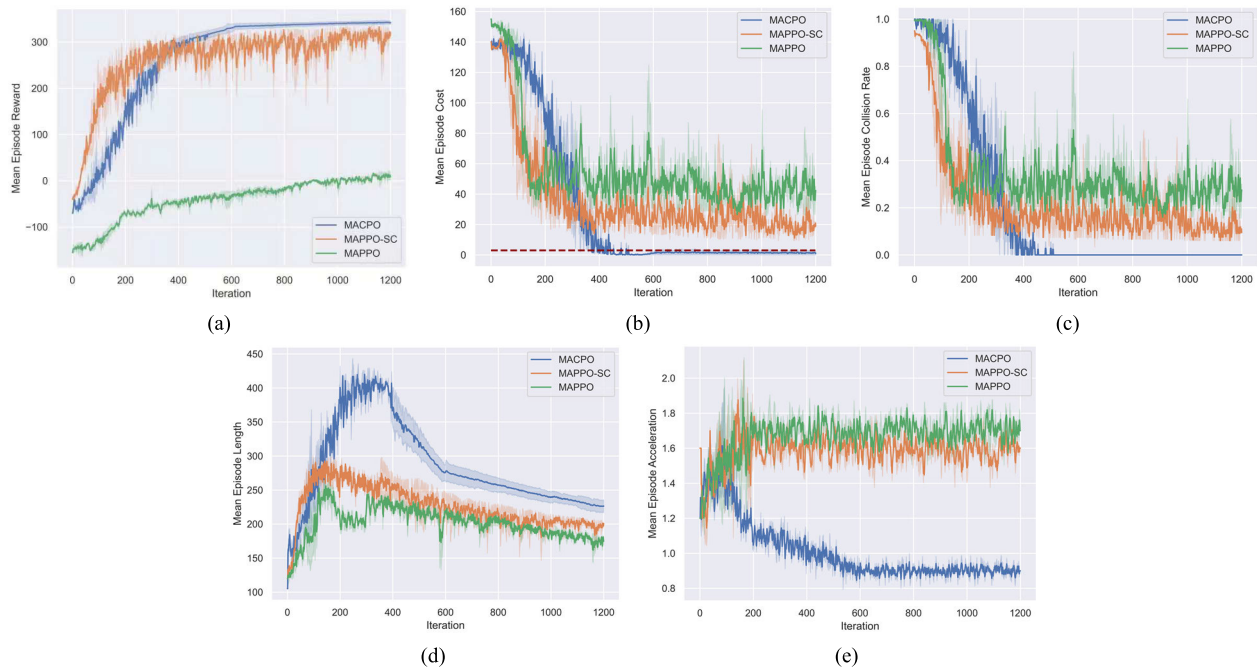 Mean Episode Reward
300
200
100
0
−100
0 200 400 600 800 1000 1200
Iteration
MACPO
MAPPO-SC
MAPPO
(a)
Mean Episode Cost
160
140
120
100
80
60
40
20
0
0 200 400 600 800 1000 1200
Iteration
MACPO
MAPPO-SC
MAPPO
(b)
Mean Episode Collision Rate
1.0
0.8
0.6
0.4
0.2
0.0
0 200 400 600 800 1000 1200
Iteration
MACPO
MAPPO-SC
MAPPO
(c)
Mean Episode Length
450
400
350
300
250
200
150
100
0 200 400 600 800 1000 1200
Iteration
MACPO
MAPPO-SC
MAPPO
(d)
Mean Episode Acceleration
2.0
1.8
1.6
1.4
1.2
1.0
0.8
0 200 400 600 800 1000 1200
Iteration
MACPO
MAPPO-SC
MAPPO
(e)